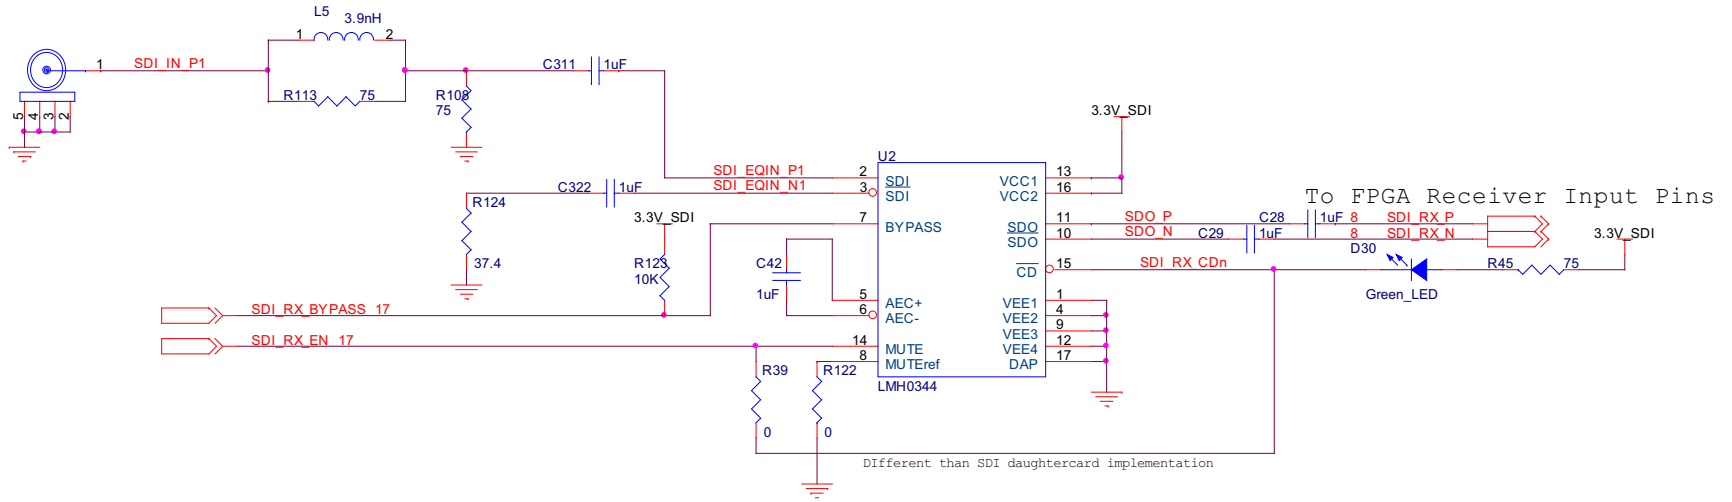 L5
3.9nH
1 2
1 SDI_IN_P1
R113 75
5 4 3 2
R108
75
C311 1uF
3.3V_SDI
U2
SDI_EQIN_P1 2 SDI
SDI_EQIN_N1 3 SDI
C322 1uF
R124
37.4
3.3V_SDI
7 BYPASS
R123
10K
C42
1uF
5 AEC+
6 AEC-
SDI_RX_BYPASS 17
SDI_RX_EN 17
14 MUTE
8 MUTEref
LMH0344
R39
0
R122
0
VCC1 13
VCC2 16
SDO 11 SDO_P C28 1uF 8 SDI_RX_P
SDO 10 SDO_N C29 1uF 8 SDI_RX_N
To FPGA Receiver Input Pins
3.3V_SDI
CD 15 SDI_RX_CDn
D30
Green_LED
R45 75
VEE1 1
VEE2 4
VEE3 9
VEE4 12
DAP 17
DIfferent than SDI daughtercard implementation